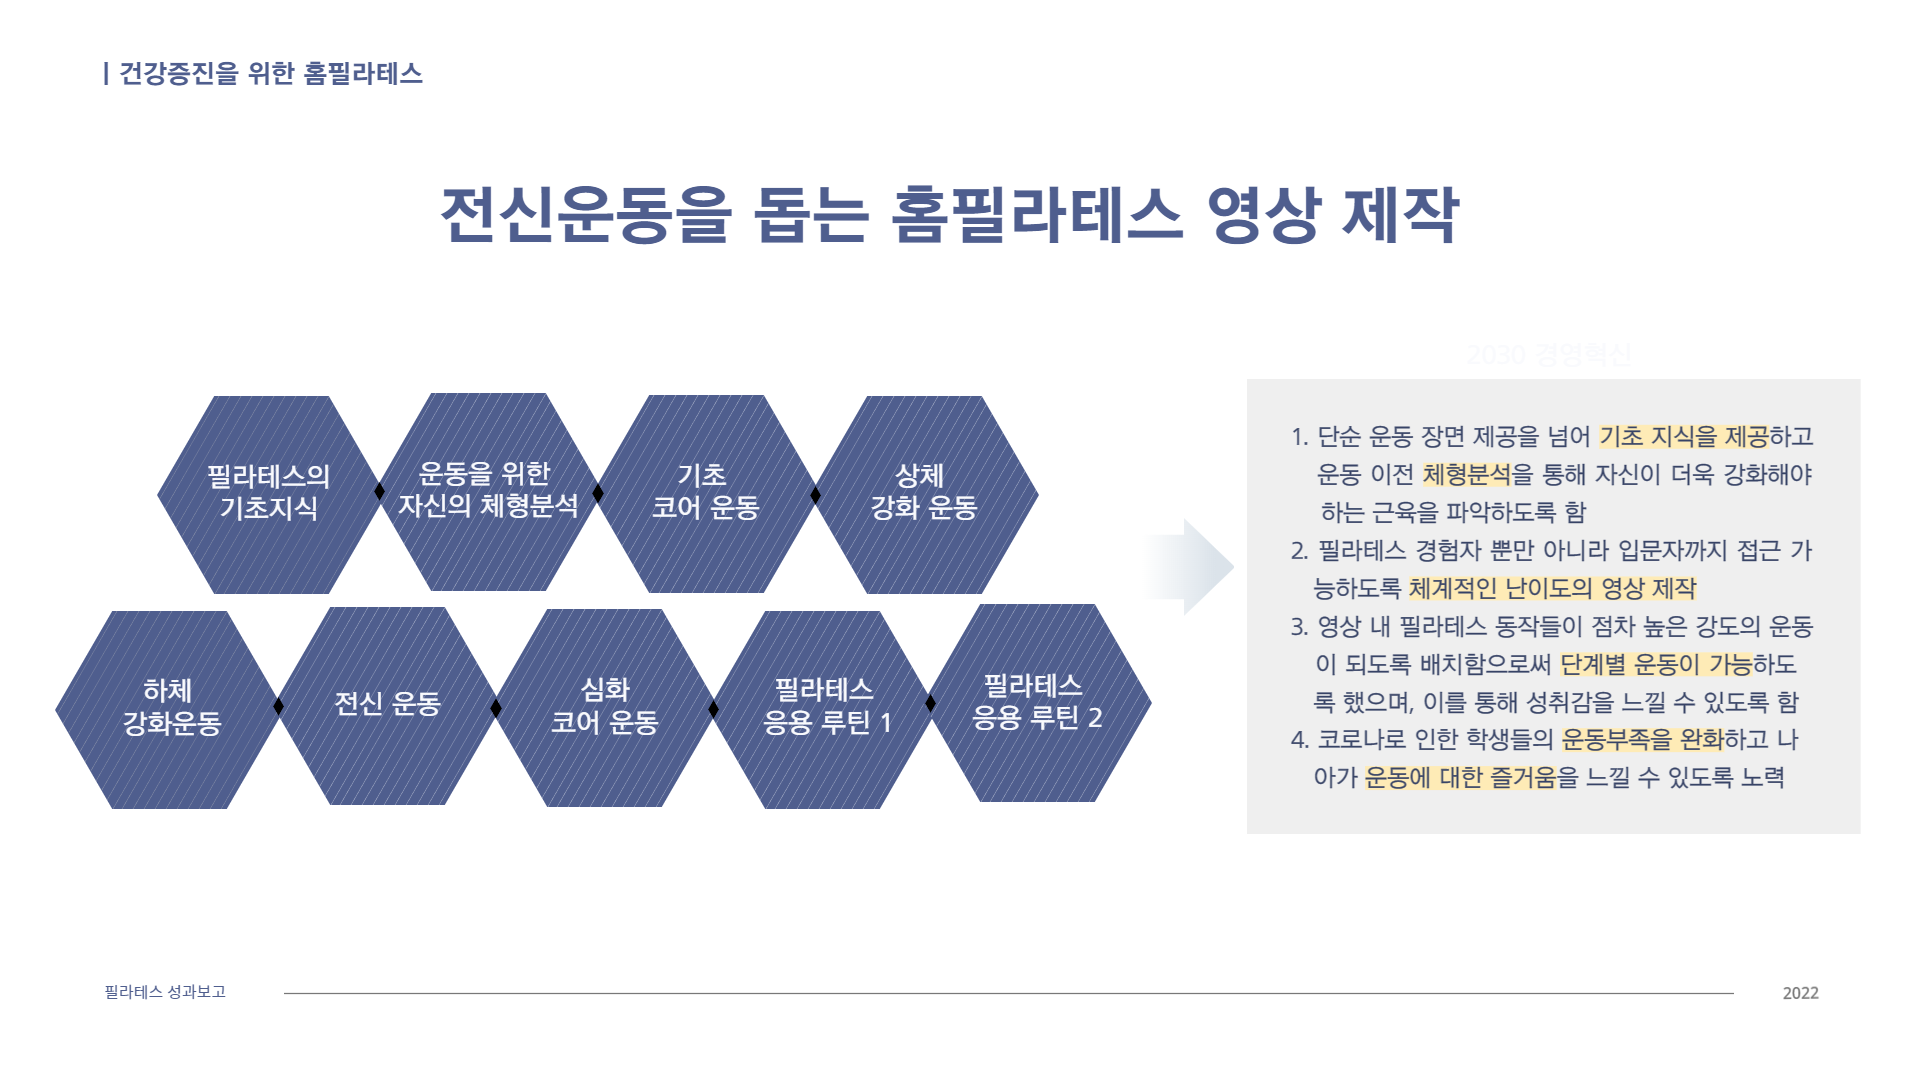 | 건강증진을 위한 홈필라테스
전신운동을 돕는 홈필라테스 영상 제작
2030 경영혁신
필라테스의
기초지식
운동을 위한
자신의 체형분석
기초
코어 운동
상체
강화 운동
하체
강화운동
전신 운동
심화
코어 운동
필라테스
응용 루틴 1
필라테스
응용 루틴 2
1. 단순 운동 장면 제공을 넘어 기초 지식을 제공하고
운동 이전 체형분석을 통해 자신이 더욱 강화해야
하는 근육을 파악하도록 함
2. 필라테스 경험자 뿐만 아니라 입문자까지 접근 가
능하도록 체계적인 난이도의 영상 제작
3. 영상 내 필라테스 동작들이 점차 높은 강도의 운동
이 되도록 배치함으로써 단계별 운동이 가능하도
록 했으며, 이를 통해 성취감을 느낄 수 있도록 함
4. 코로나로 인한 학생들의 운동부족을 완화하고 나
아가 운동에 대한 즐거움을 느낄 수 있도록 노력
필라테스 성과보고
2022